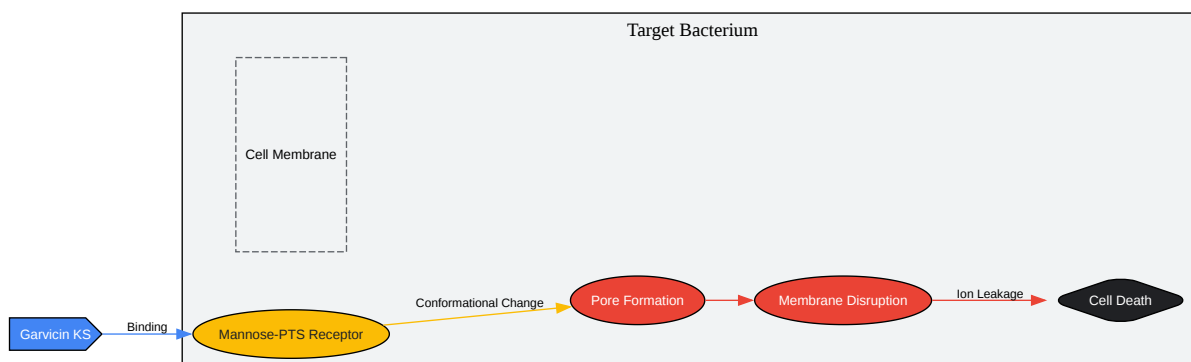 Target Bacterium
Cell Membrane
Garvicin KS
Binding
Mannose-PTS Receptor
Conformational Change
Pore Formation
Membrane Disruption
Ion Leakage
Cell Death